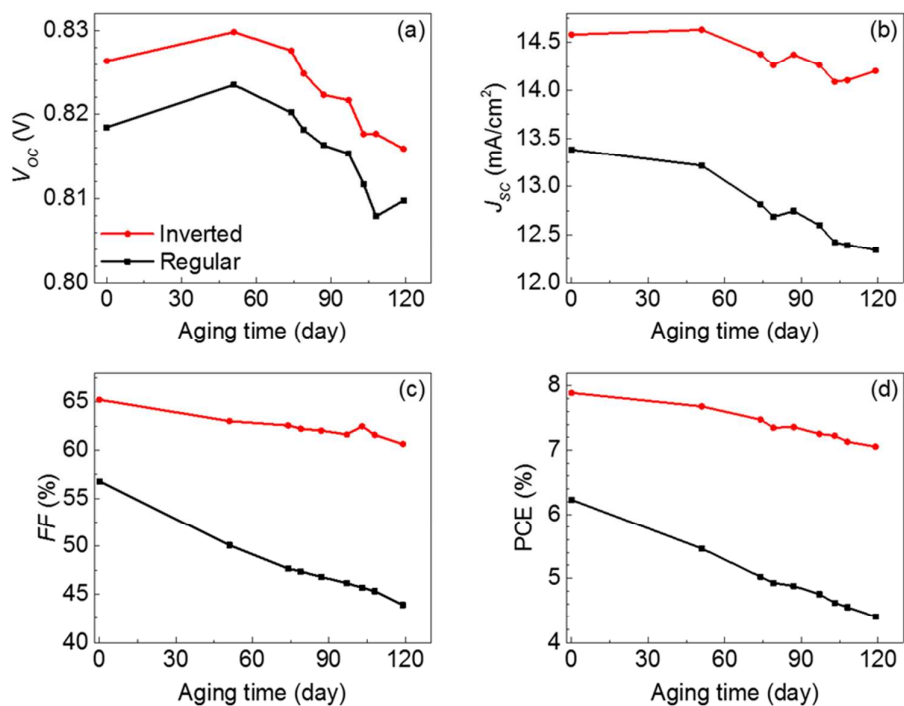 (a)
0.83
0.82
0.81
0.80
V_oc (V)
Inverted
Regular
0 30 60 90 120
Aging time (day)
(b)
14.5
14.0
13.5
13.0
12.5
12.0
J_sc (mA/cm²)
0 30 60 90 120
Aging time (day)
(c)
65
60
55
50
45
40
FF (%)
0 30 60 90 120
Aging time (day)
(d)
8
7
6
5
4
PCE (%)
0 30 60 90 120
Aging time (day)